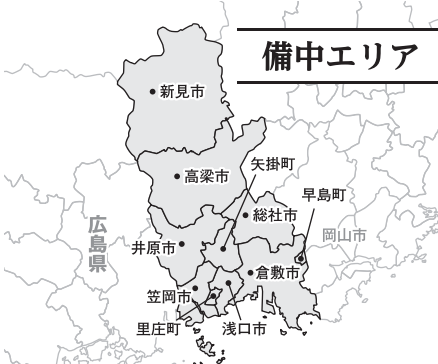 備中エリア
新見市
高梁市
矢掛町
早島町
総社市
岡山市
広島県
井原市
倉敷市
笠岡市
里庄町
浅口市